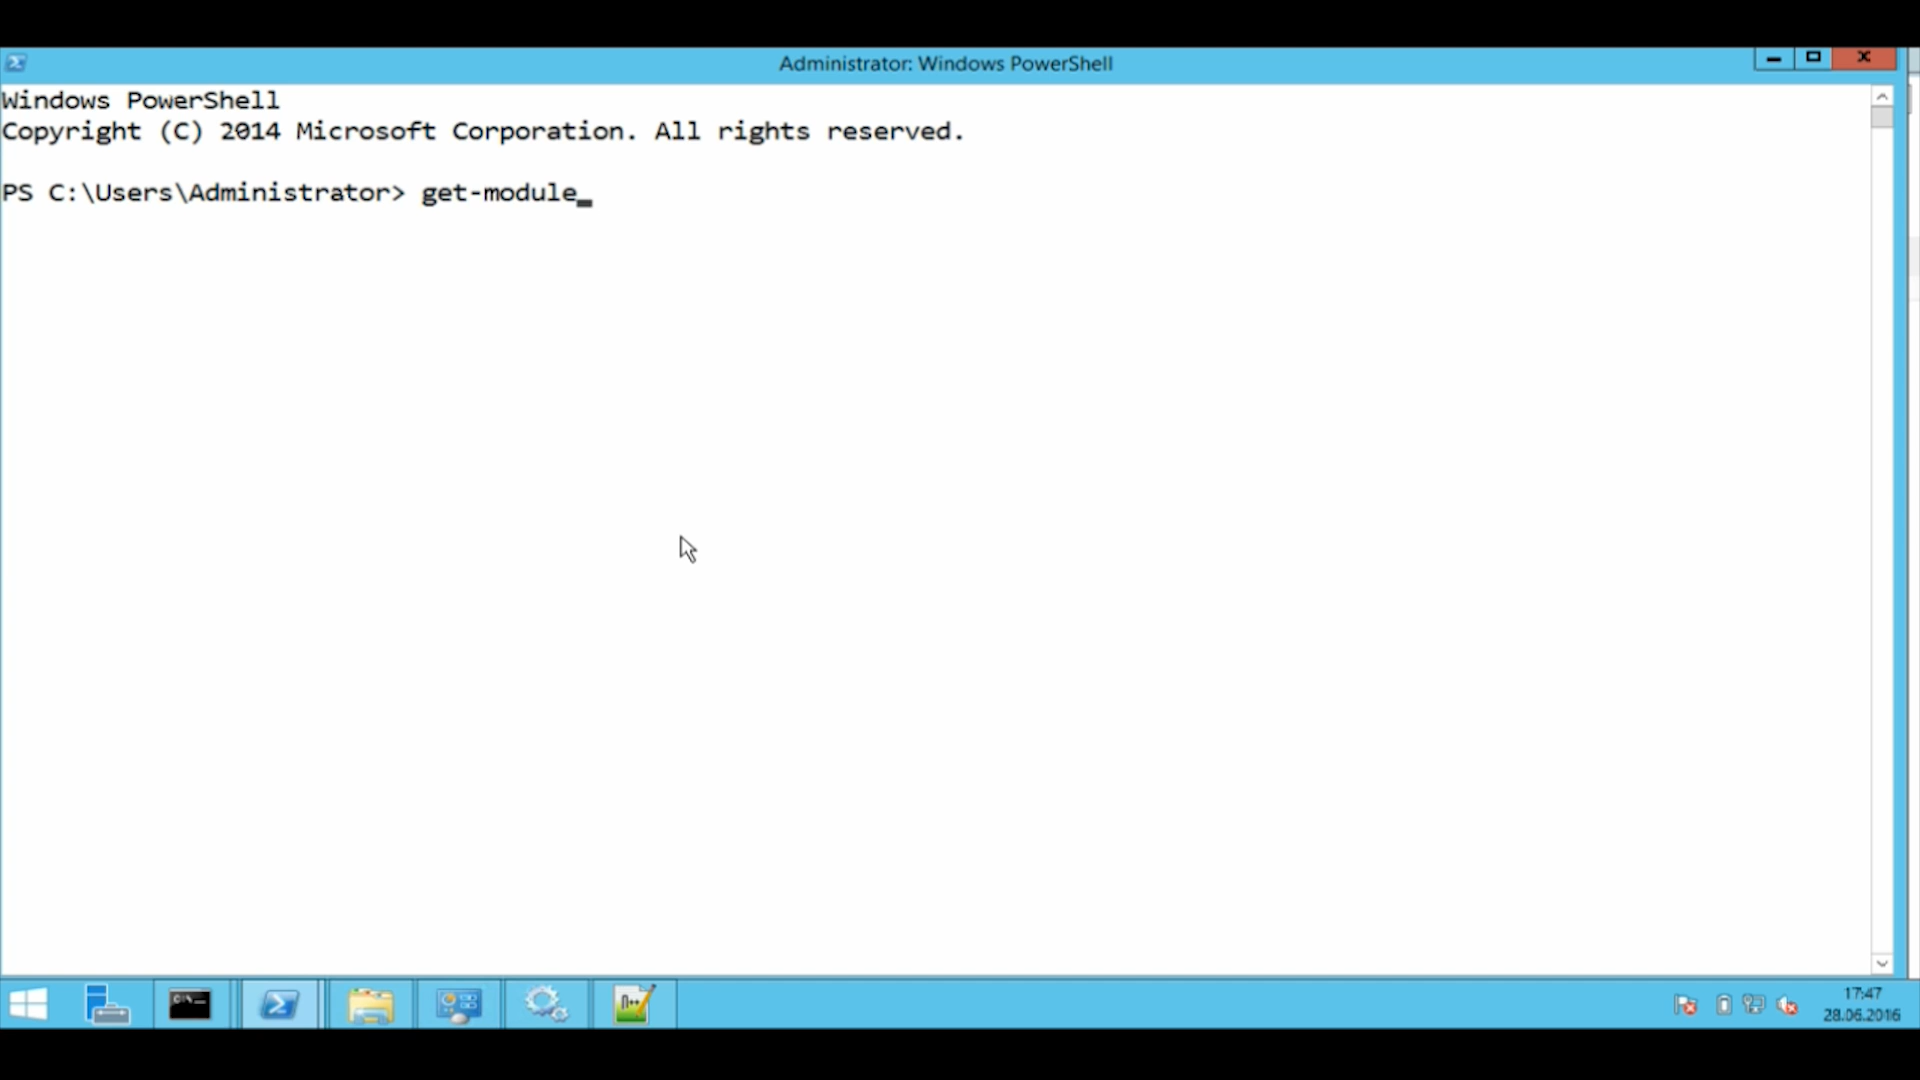 Administrator: Windows PowerShell
Windows PowerShell
Copyright (C) 2014 Microsoft Corporation. All rights reserved.
PS C:\Users\Administrator> get-module_
17:47
28.06.2016